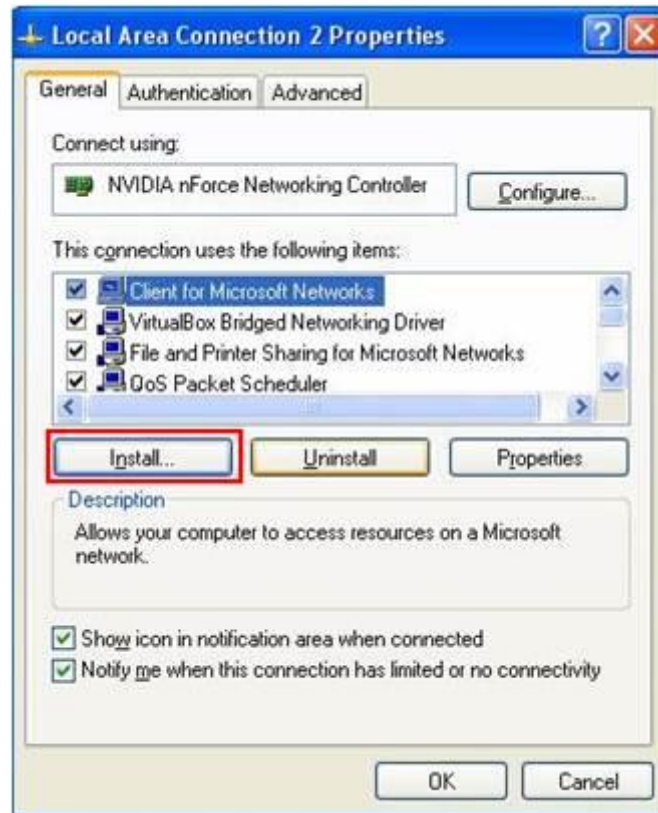 Local Area Connection 2 Properties
General Authentication Advanced
Connect using:
NVIDIA nForce Networking Controller
Configure...
This connection uses the following items:
Client for Microsoft Networks
VirtualBox Bridged Networking Driver
File and Printer Sharing for Microsoft Networks
QoS Packet Scheduler
Install... Uninstall Properties
Description
Allows your computer to access resources on a Microsoft
network.
Show icon in notification area when connected
Notify me when this connection has limited or no connectivity
OK Cancel